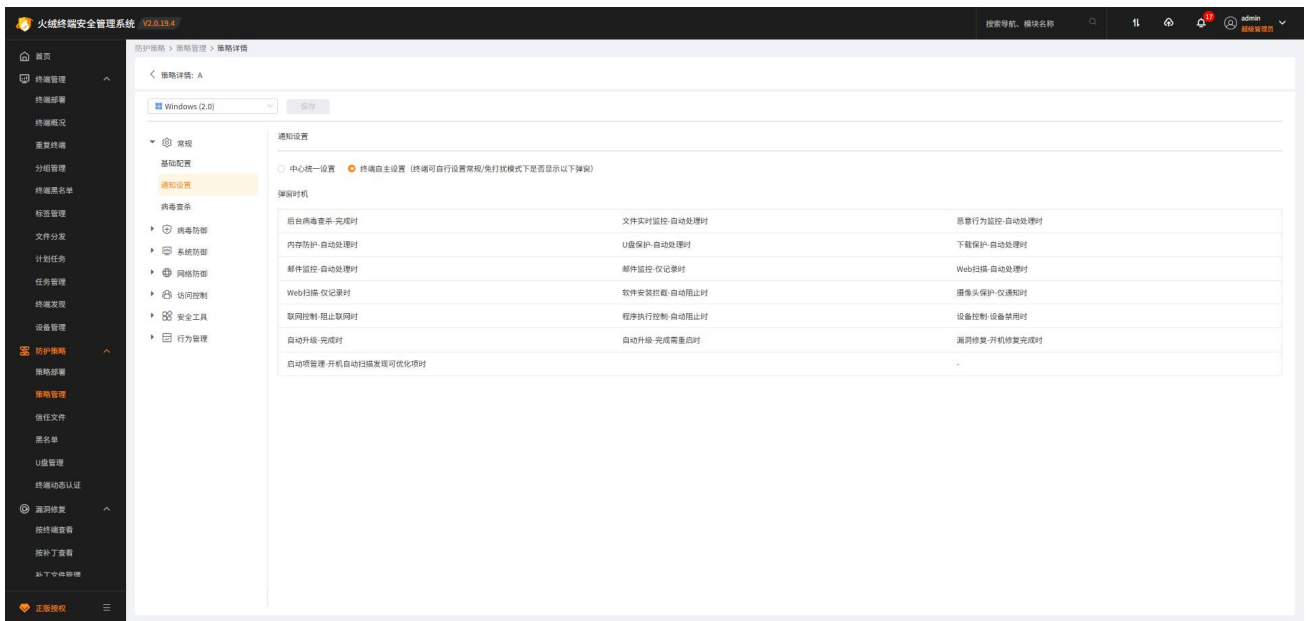 火绒终端安全管理系统 V2.0.19.4
搜索导航、模块名称
17
admin
超级管理员
首页
终端管理
终端部署
终端概况
重复终端
分组管理
终端黑名单
标签管理
文件分发
计划任务
任务管理
终端发现
设备管理
防护策略
策略部署
策略管理
信任文件
黑名单
U盘管理
终端动态认证
漏洞修复
按终端查看
按补丁查看
补丁文件管理
正版授权
防护策略 > 策略管理 > 策略详情
策略详情: A
Windows (2.0)
保存
常规
基础配置
通知设置
病毒查杀
病毒防御
系统防御
网络防御
访问控制
安全工具
行为管理
通知设置
中心统一设置 终端自主设置 (终端可自行设置常规/免打扰模式下是否显示以下弹窗)
弹窗时机
后台病毒查杀-完成时 文件实时监控-自动处理时 恶意行为监控-自动处理时
内存防护-自动处理时 U盘保护-自动处理时 下载保护-自动处理时
邮件监控-自动处理时 邮件监控-仅记录时 Web扫描-自动处理时
Web扫描-仅记录时 软件安装拦截-自动阻止时 摄像头保护-仅通知时
联网控制-阻止联网时 程序执行控制-自动阻止时 设备控制-设备禁用时
自动升级-完成时 自动升级-完成需重启时 漏洞修复-开机修复完成时
启动项管理-开机自动扫描发现可优化项时 -